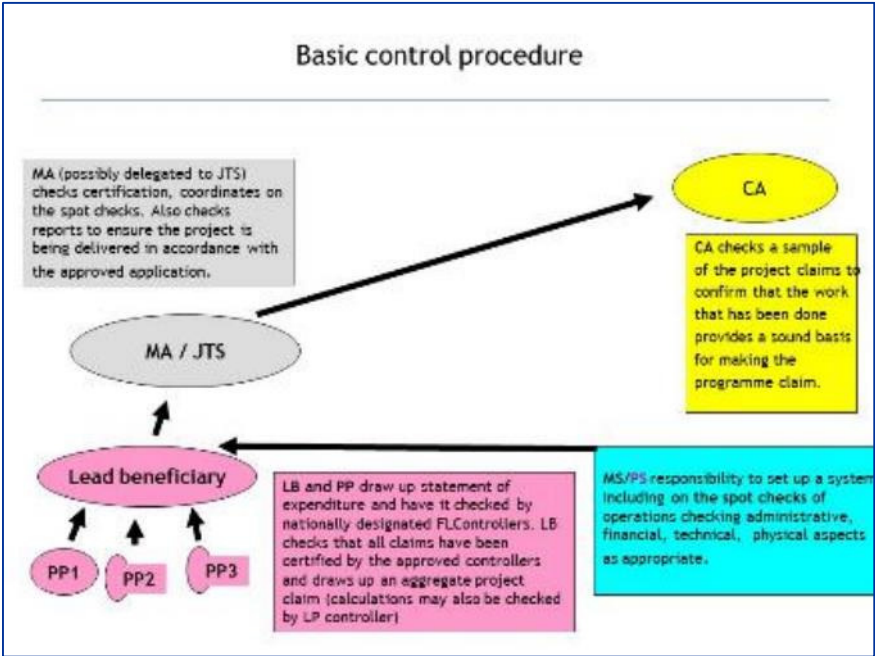 Basic control procedure
MA (possibly delegated to JTS)
checks certification, coordinates on
the spot checks. Also checks
reports to ensure the project is
being delivered in accordance with
the approved application.
CA
CA checks a sample
of the project claims to
confirm that the work
that has been done
provides a sound basis
for making the
programme claim.
MA / JTS
Lead beneficiary
LB and PP draw up statement of
expenditure and have it checked by
nationally designated FLControllers. LB
checks that all claims have been
certified by the approved controllers
and draws up an aggregate project
claim (calculations may also be checked
by LP controller)
MS/PS responsibility to set up a system
including on the spot checks of
operations checking administrative,
financial, technical, physical aspects
as appropriate.
PP1
PP2
PP3